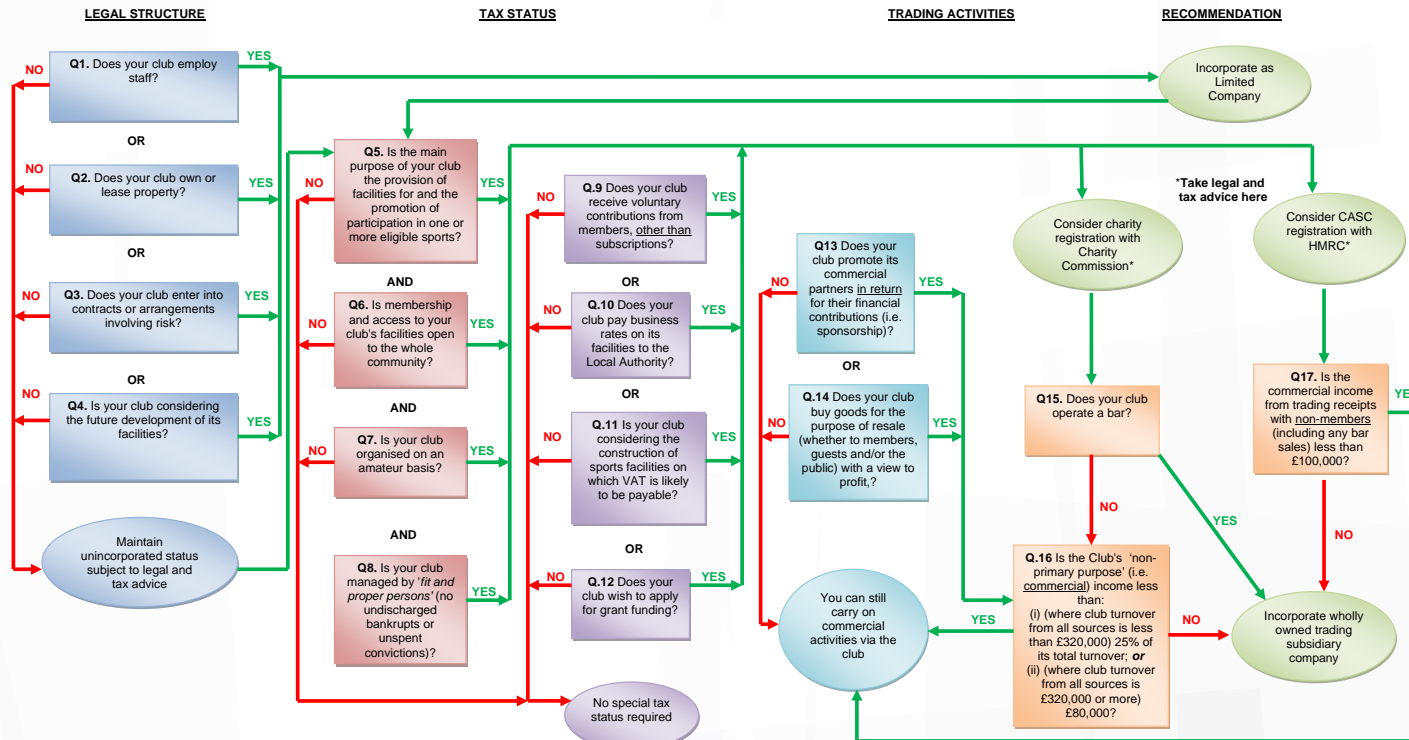 LEGAL STRUCTURE
TAX STATUS
TRADING ACTIVITIES
RECOMMENDATION
NO
Q1. Does your club employ
staff?
YES
OR
NO
Q2. Does your club own or
lease property?
YES
OR
NO
Q3. Does your club enter into
contracts or arrangements
involving risk?
YES
OR
NO
Q4. Is your club considering
the future development of its
facilities?
YES
Maintain
unincorporated status
subject to legal and
tax advice
NO
Q5. Is the main
purpose of your club
the provision of
facilities for and the
promotion of
participation in one or
more eligible sports?
YES
AND
NO
Q6. Is membership
and access to your
club's facilities open
to the whole
community?
YES
AND
NO
Q7. Is your club
organised on an
amateur basis?
YES
AND
NO
Q8. Is your club
managed by 'fit and
proper persons' (no
undischarged
bankrupts or
unspent
convictions)?
YES
NO
Q.9 Does your club
receive voluntary
contributions from
members, other than
subscriptions?
YES
OR
NO
Q.10 Does your
club pay business
rates on its
facilities to the
Local Authority?
YES
OR
NO
Q.11 Is your club
considering the
construction of
sports facilities on
which VAT is likely
to be payable?
YES
OR
NO
Q.12 Does your
club wish to apply
for grant funding?
YES
No special tax
status required
NO
Q13 Does your
club promote its
commercial
partners in return
for their financial
contributions (i.e.
sponsorship)?
YES
OR
NO
Q.14 Does your club
buy goods for the
purpose of resale
(whether to members,
guests and/or the
public) with a view to
profit,?
YES
You can still
carry on
commercial
activities via the
club
Incorporate as
Limited
Company
*Take legal and
tax advice here
Consider charity
registration with
Charity
Commission*
Consider CASC
registration with
HMRC*
Q15. Does your club
operate a bar?
NO
YES
Q.16 Is the Club's 'non-
primary purpose' (i.e.
commercial) income less
than:
(i) (where club turnover
from all sources is less
than £320,000) 25% of
its total turnover; or
(ii) (where club turnover
from all sources is
£320,000 or more)
£80,000?
YES
NO
Q17. Is the
commercial income
from trading receipts
with non-members
(including any bar
sales) less than
£100,000?
YE
NO
Incorporate wholly
owned trading
subsidiary
company